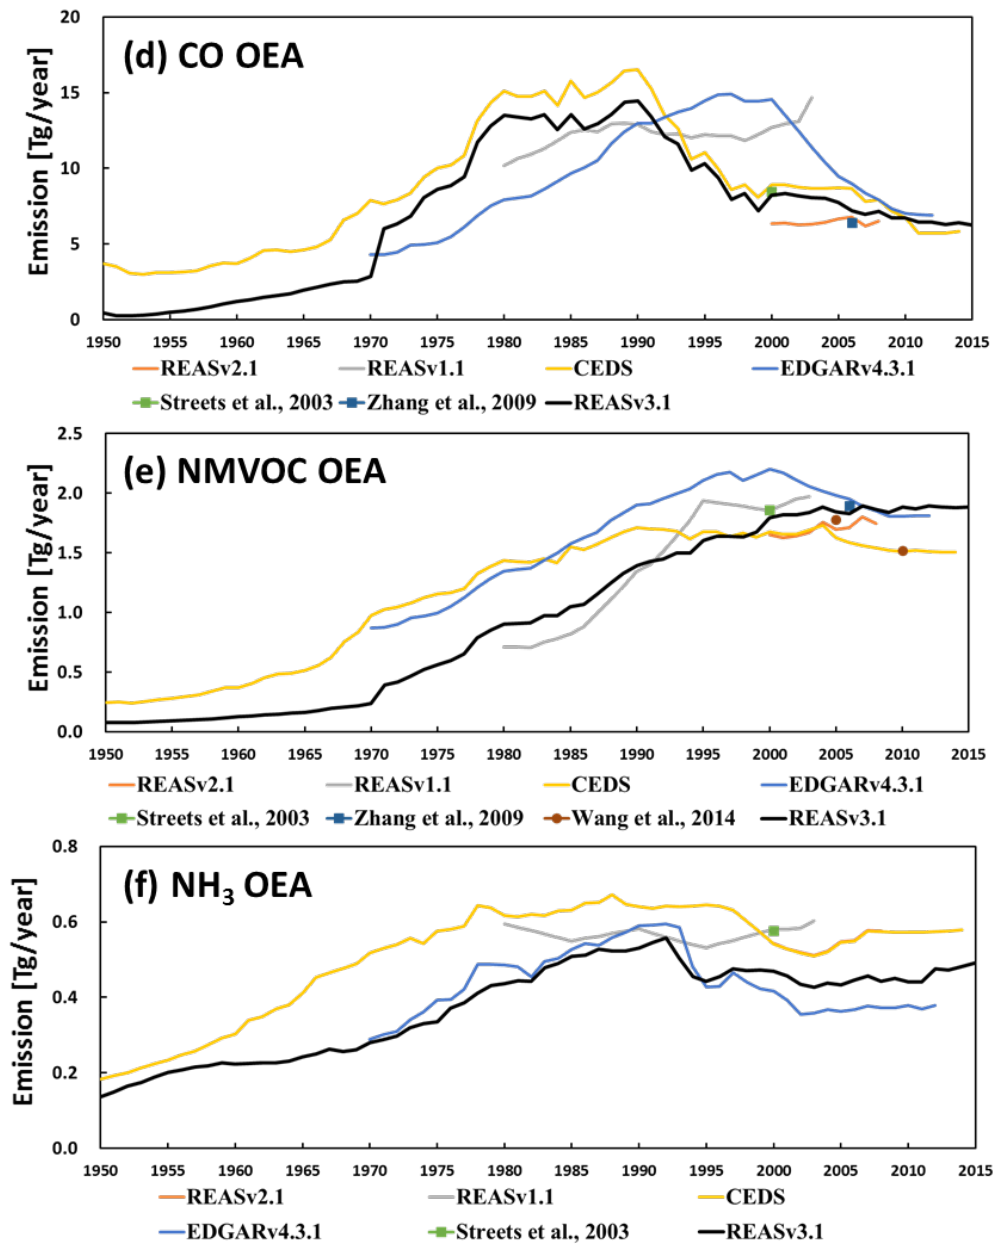 (d) CO OEA
Emission [Tg/year]
20
15
10
5
0
1950 1955 1960 1965 1970 1975 1980 1985 1990 1995 2000 2005 2010 2015
REASv2.1 REASv1.1 CEDS EDGARv4.3.1
Streets et al., 2003 Zhang et al., 2009 REASv3.1
(e) NMVOC OEA
Emission [Tg/year]
2.5
2.0
1.5
1.0
0.5
0.0
1950 1955 1960 1965 1970 1975 1980 1985 1990 1995 2000 2005 2010 2015
REASv2.1 REASv1.1 CEDS EDGARv4.3.1
Streets et al., 2003 Zhang et al., 2009 Wang et al., 2014 REASv3.1
(f) NH3 OEA
Emission [Tg/year]
0.8
0.6
0.4
0.2
0.0
1950 1955 1960 1965 1970 1975 1980 1985 1990 1995 2000 2005 2010 2015
REASv2.1 REASv1.1 CEDS
EDGARv4.3.1 Streets et al., 2003 REASv3.1